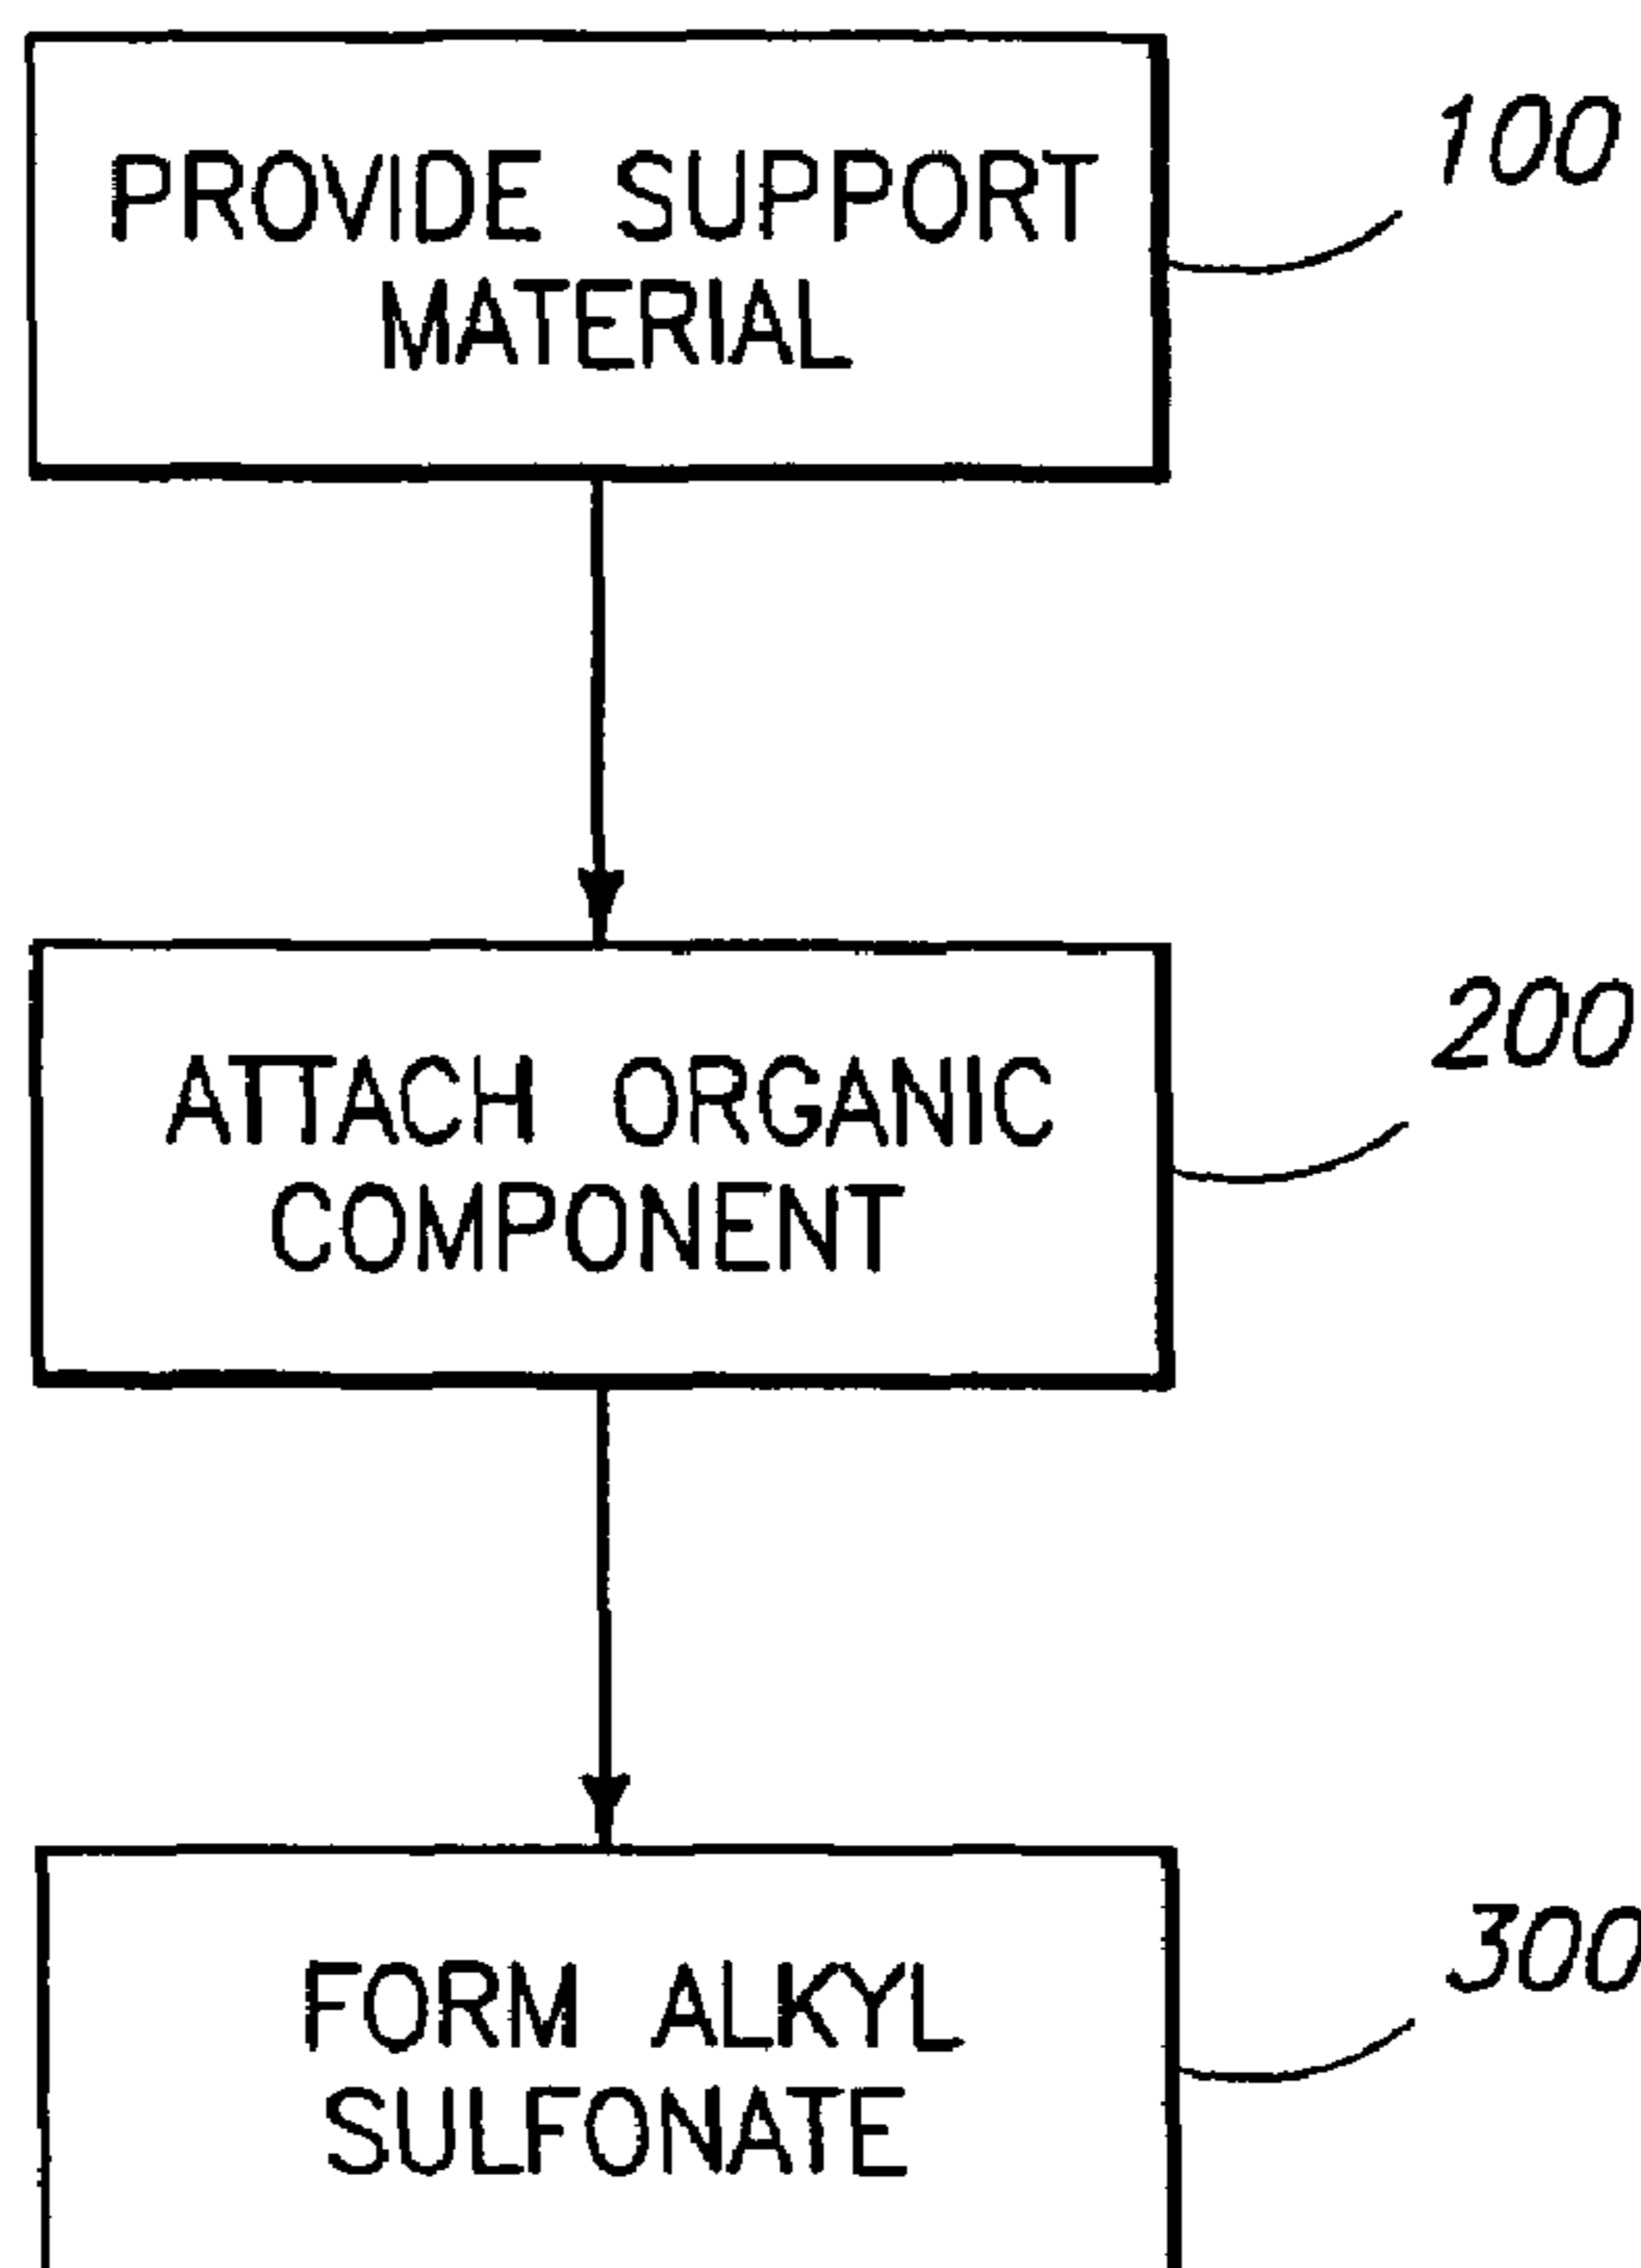 PROVIDE SUPPORT
MATERIAL
100
ATTACH ORGANIC
COMPONENT
200
FORM ALKYL
SULFONATE
300